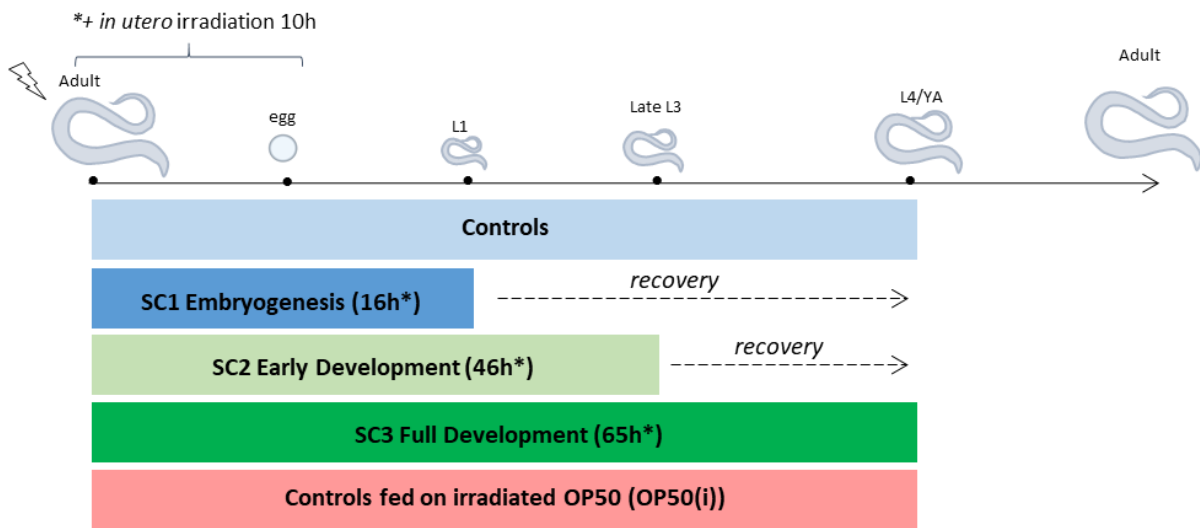 *+ in utero irradiation 10h
Adult
egg
L1
Late L3
L4/YA
Adult
Controls
SC1 Embryogenesis (16h*)
recovery
SC2 Early Development (46h*)
recovery
SC3 Full Development (65h*)
Controls fed on irradiated OP50 (OP50(i))